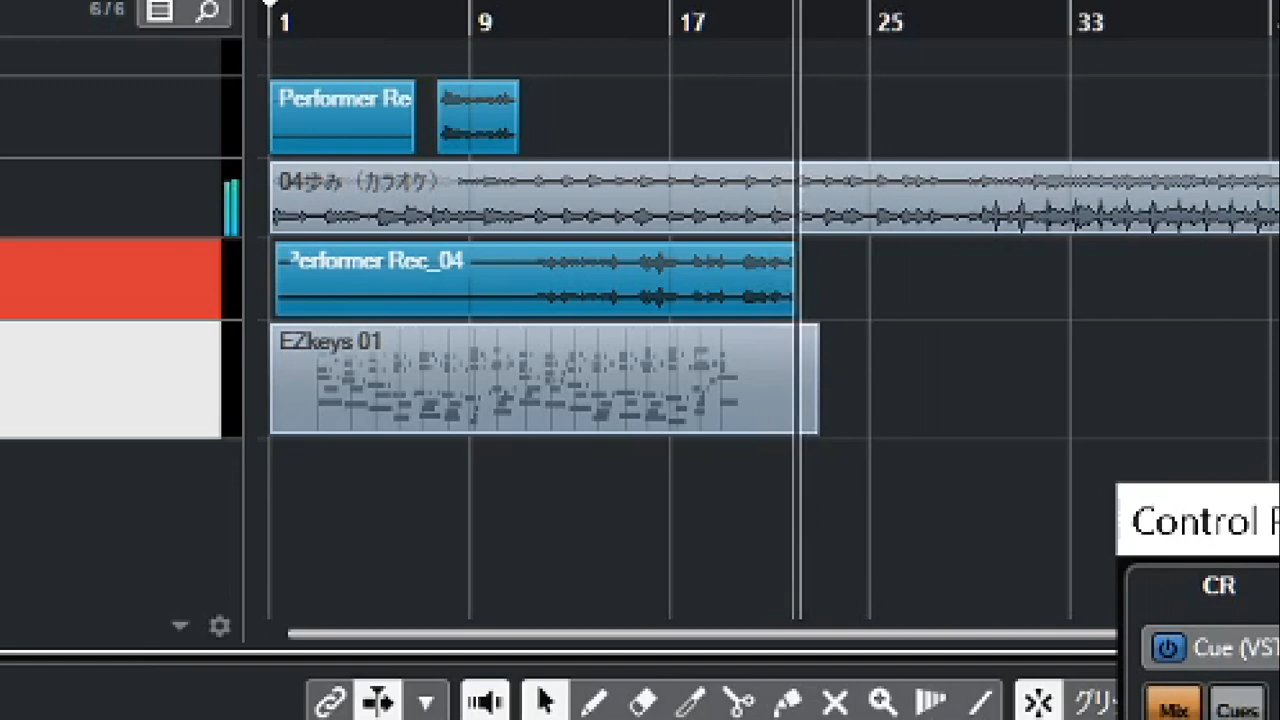 6/6
1 9 17 25 33
Performer Re
04歩み（カラオケ）
Performer Rec_04
EZkeys 01
Control
CR
Cue (VST
グリ
Mix Cues